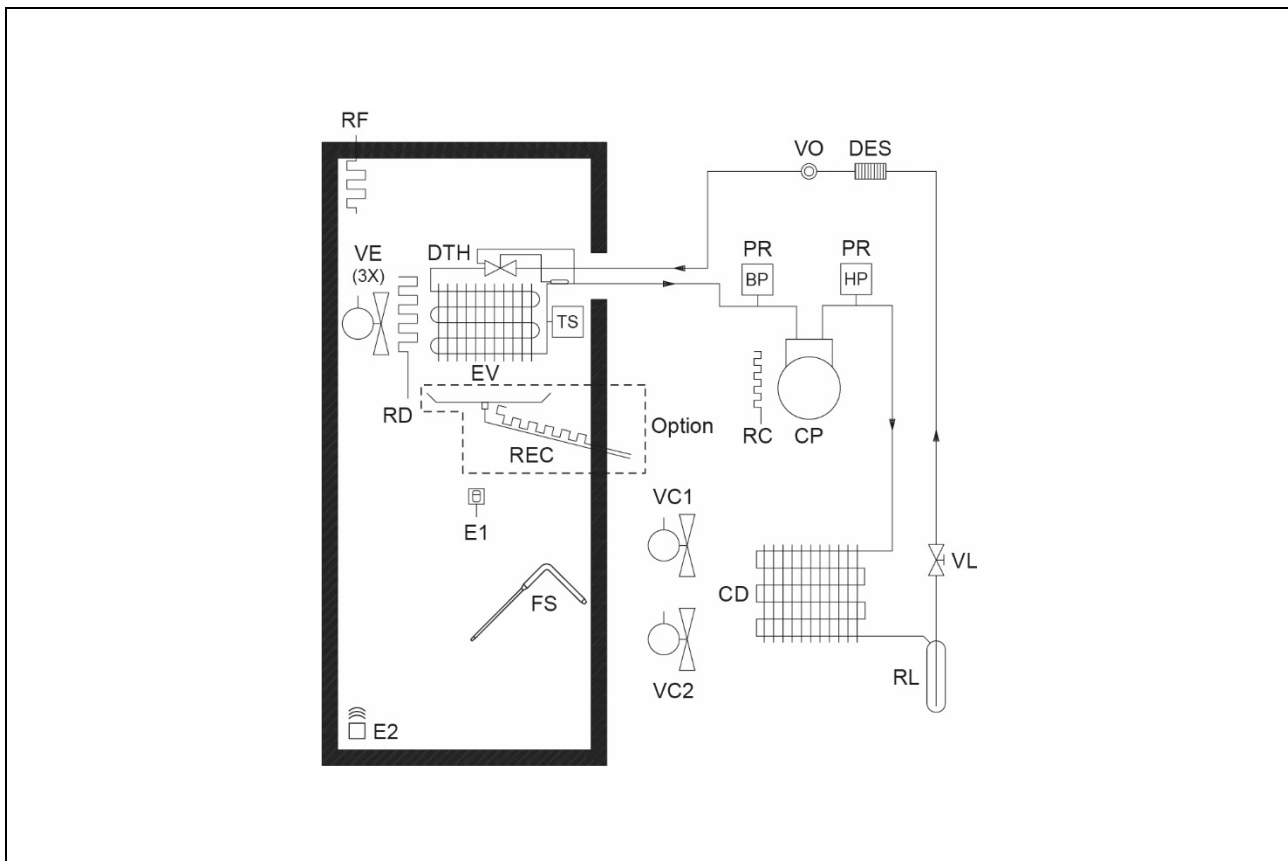 RF
VO
DES
VE
(3X)
DTH
PR
PR
BP
HP
TS
EV
RD
REC
Option
RC
CP
E1
VC1
FS
CD
VL
VC2
RL
E2